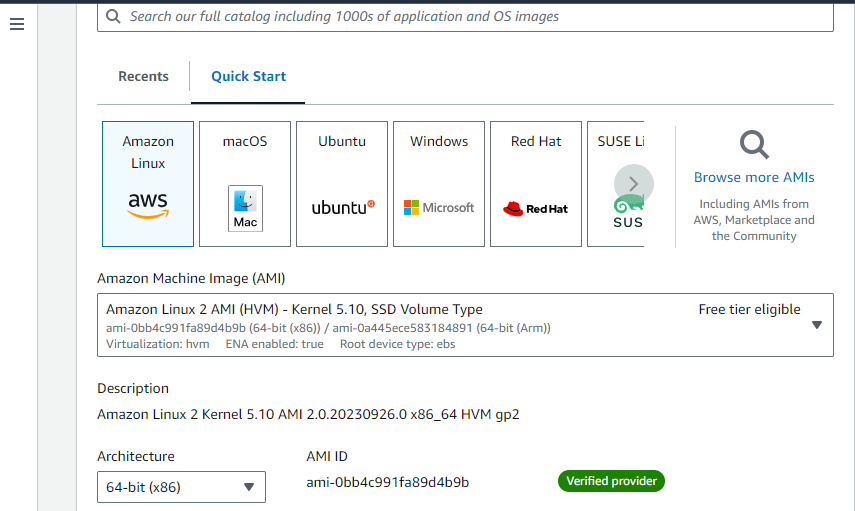 Search our full catalog including 1000s of application and OS images
Recents
Quick Start
Amazon
Linux
aws
macOS
Mac
Ubuntu
ubuntu
Windows
Microsoft
Red Hat
Red Hat
SUSE Li
SUS
Browse more AMIs
Including AMIs from
AWS, Marketplace and
the Community
Amazon Machine Image (AMI)
Amazon Linux 2 AMI (HVM) - Kernel 5.10, SSD Volume Type
Free tier eligible
ami-0bb4c991fa89d4b9b (64-bit (x86)) / ami-0a445ece583184891 (64-bit (Arm))
Virtualization: hvm ENA enabled: true Root device type: ebs
Description
Amazon Linux 2 Kernel 5.10 AMI 2.0.20230926.0 x86_64 HVM gp2
Architecture
64-bit (x86)
AMI ID
ami-0bb4c991fa89d4b9b
Verified provider